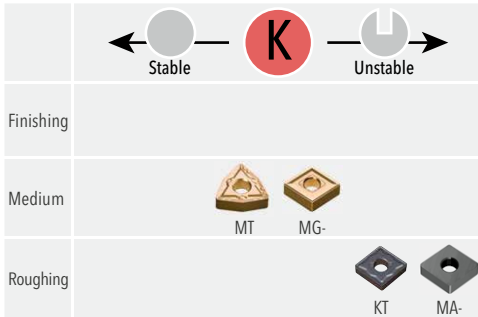 K
Stable
Unstable
Finishing
Medium
MT
MG-
Roughing
KT
MA-